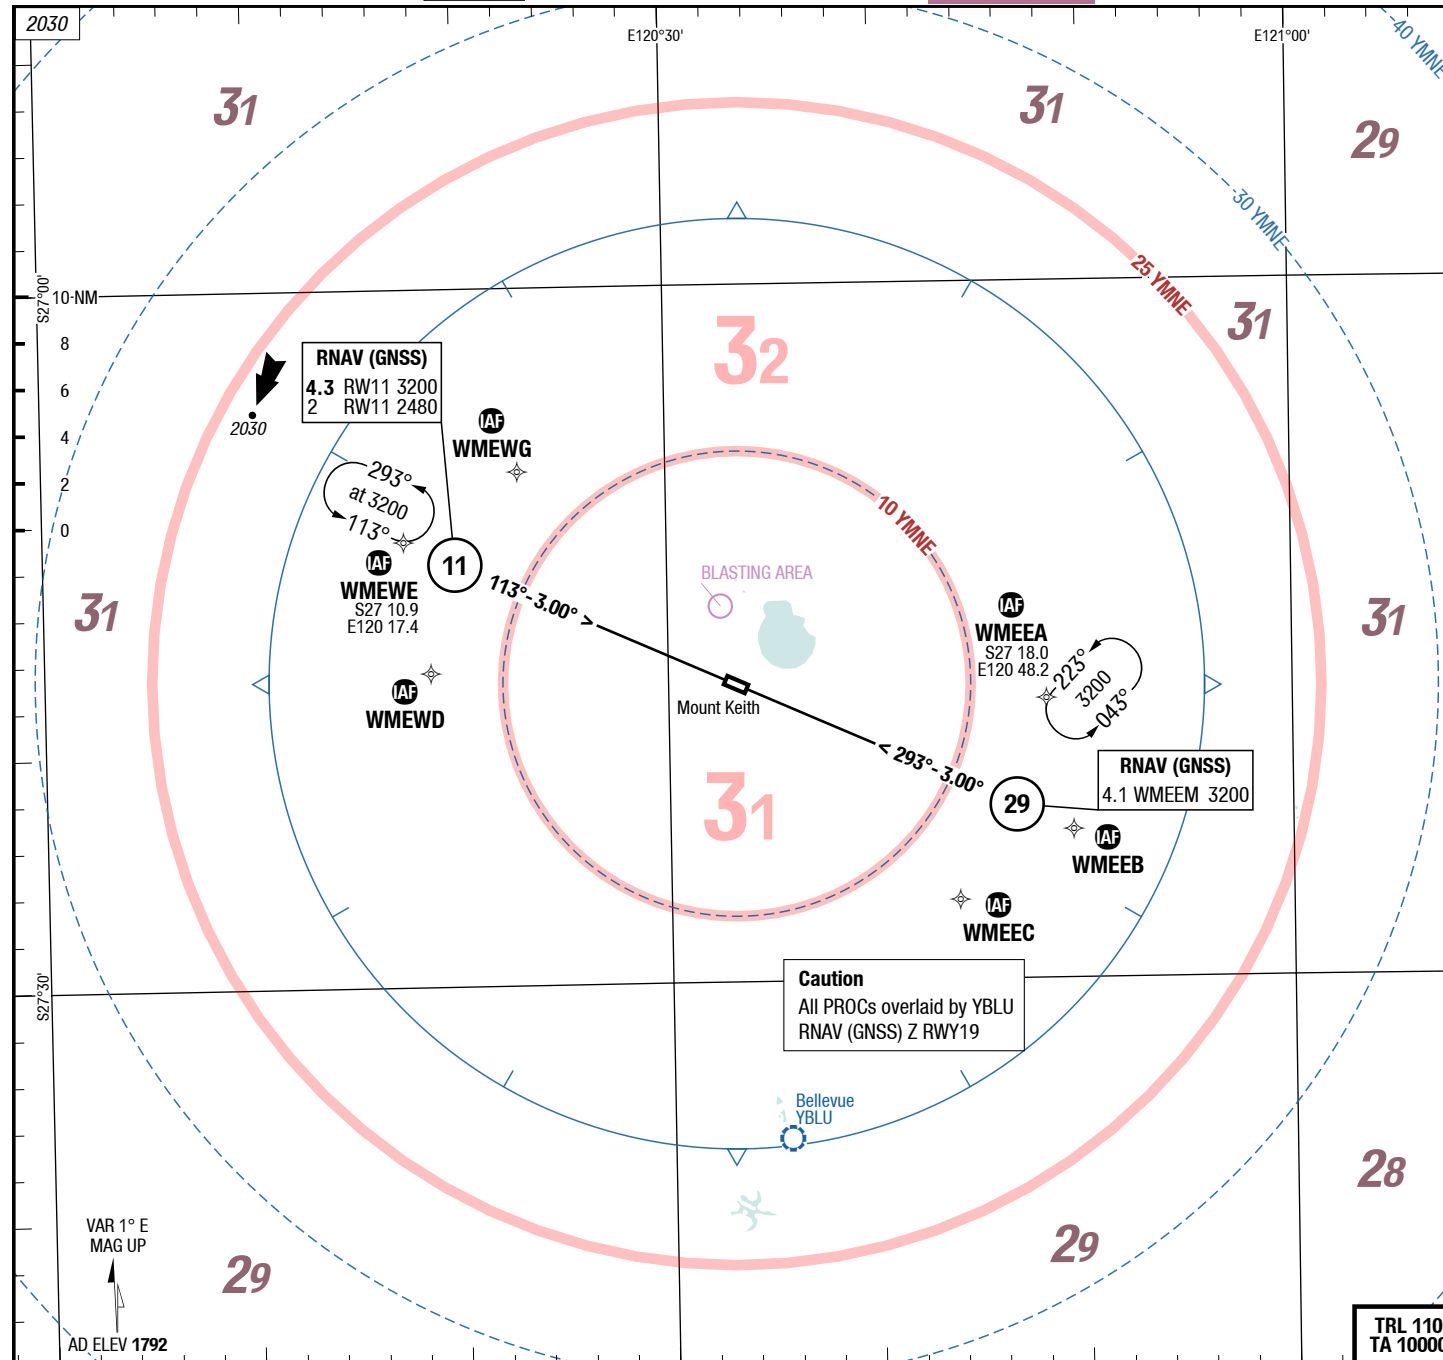 2030
E120°30'
E121°00'
40 YMNE
31
31
29
30 YMNE
25 YMNE
S27°00'
10 NM
8
6
4
2
0
31
32
RNAV (GNSS)
4.3 RW11 3200
2 RW11 2480
2030
IAF
WMEWG
293°
at 3200
113°
10 YMNE
IAF
WMEWE
S27 10.9
E120 17.4
11
113°-3.00° >
BLASTING AREA
31
IAF
WMEEA
S27 18.0
E120 48.2
31
223°
3200
043°
IAF
WMEWD
Mount Keith
< 293°-3.00°
RNAV (GNSS)
4.1 WMEEM 3200
31
29
IAF
WMEEB
IAF
WMEEC
S27°30'
Caution
All PROCs overlaid by YBLU
RNAV (GNSS) Z RWY19
Bellevue
YBLU
28
VAR 1° E
MAG UP
29
29
AD ELEV 1792
TRL 110
TA 10000